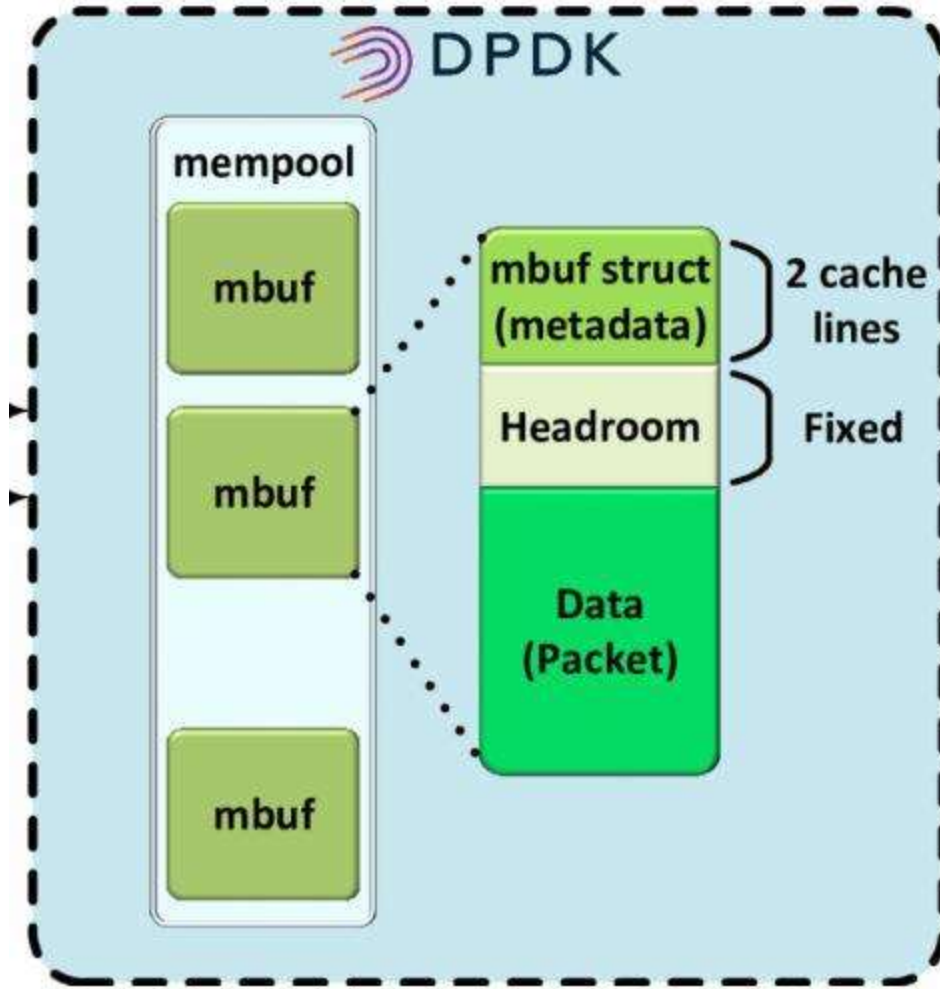 DPDK
mempool
mbuf
mbuf
mbuf
mbuf struct
(metadata)
2 cache
lines
Headroom
Fixed
Data
(Packet)